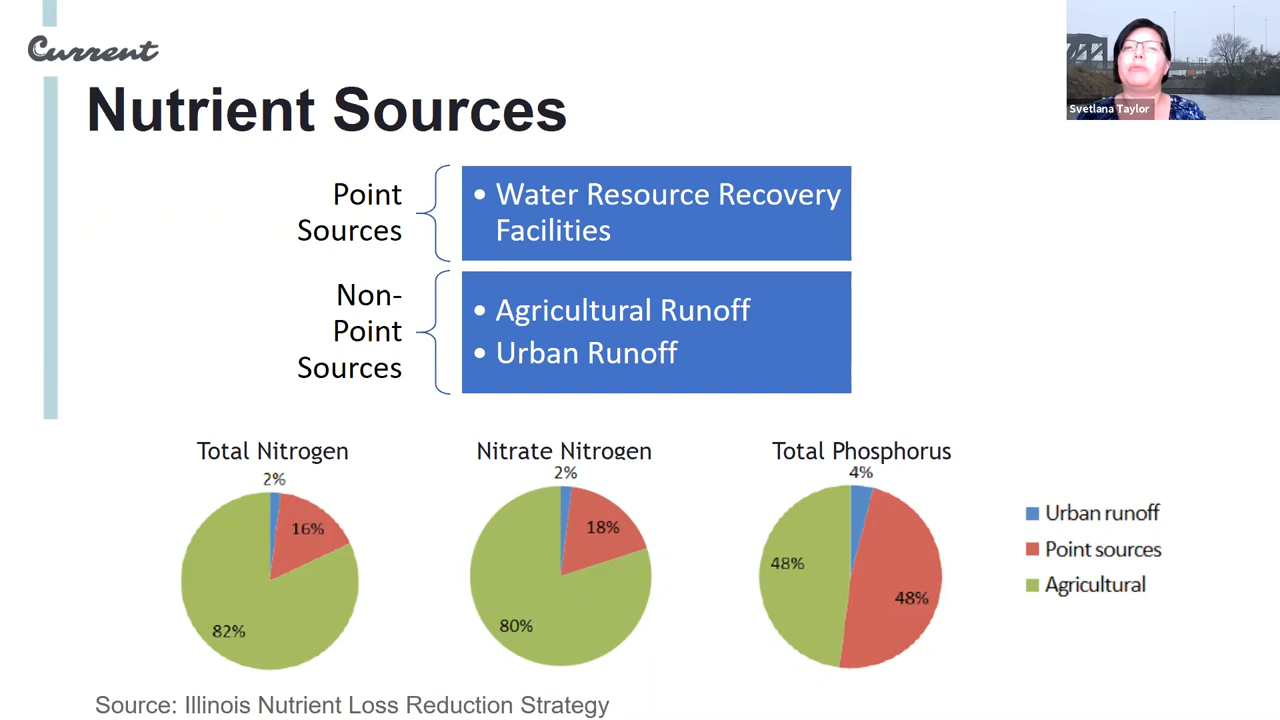 Current
Svetlana Taylor
Nutrient Sources
Point
Sources
• Water Resource Recovery
Facilities
Non-
Point
Sources
• Agricultural Runoff
• Urban Runoff
Total Nitrogen
2%
16%
82%
Nitrate Nitrogen
2%
18%
80%
Total Phosphorus
4%
48%
48%
Urban runoff
Point sources
Agricultural
Source: Illinois Nutrient Loss Reduction Strategy